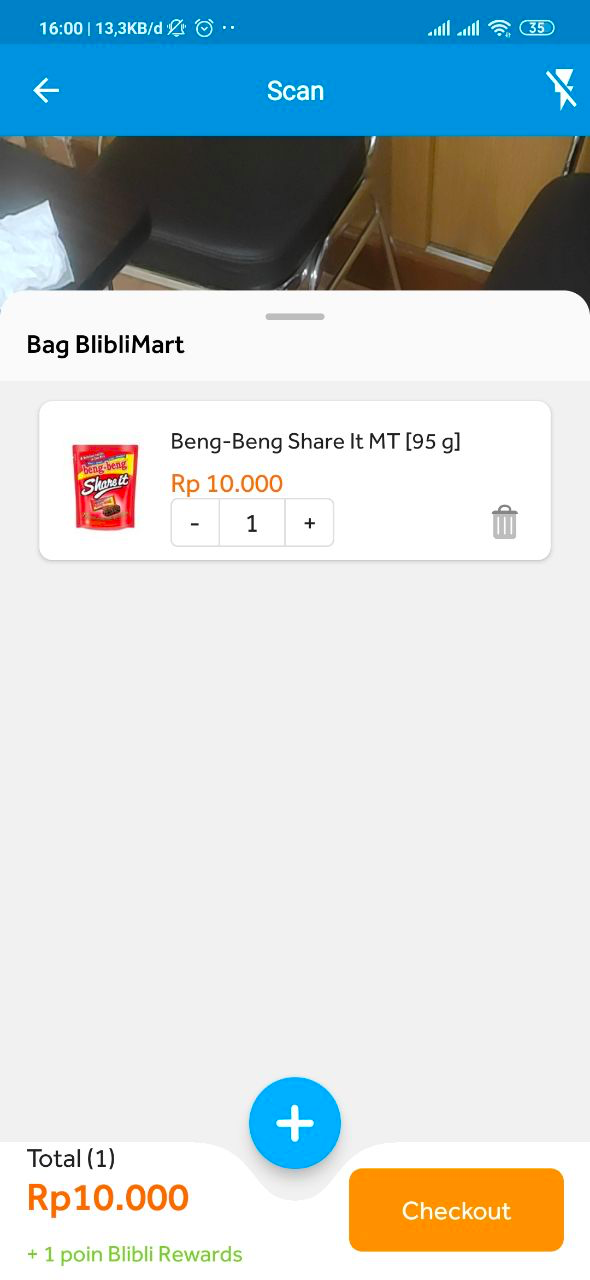 16:00 | 13,3KB/d
35
Scan
Bag BlibliMart
Beng-Beng Share It MT [95 g]
beng-beng
Share it
Rp 10.000
- 1 +
Total (1)
Rp10.000
Checkout
+ 1 poin Blibli Rewards